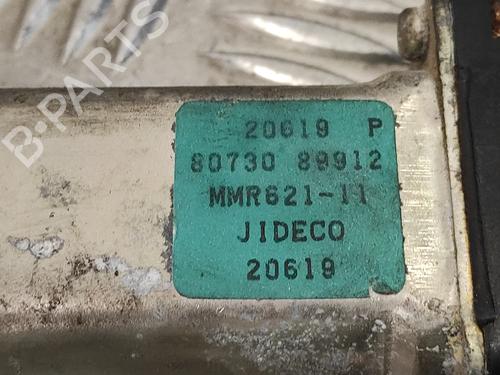 20619 P
80730 89912
MMR621-11
JIDECO
20619
B-PARTS